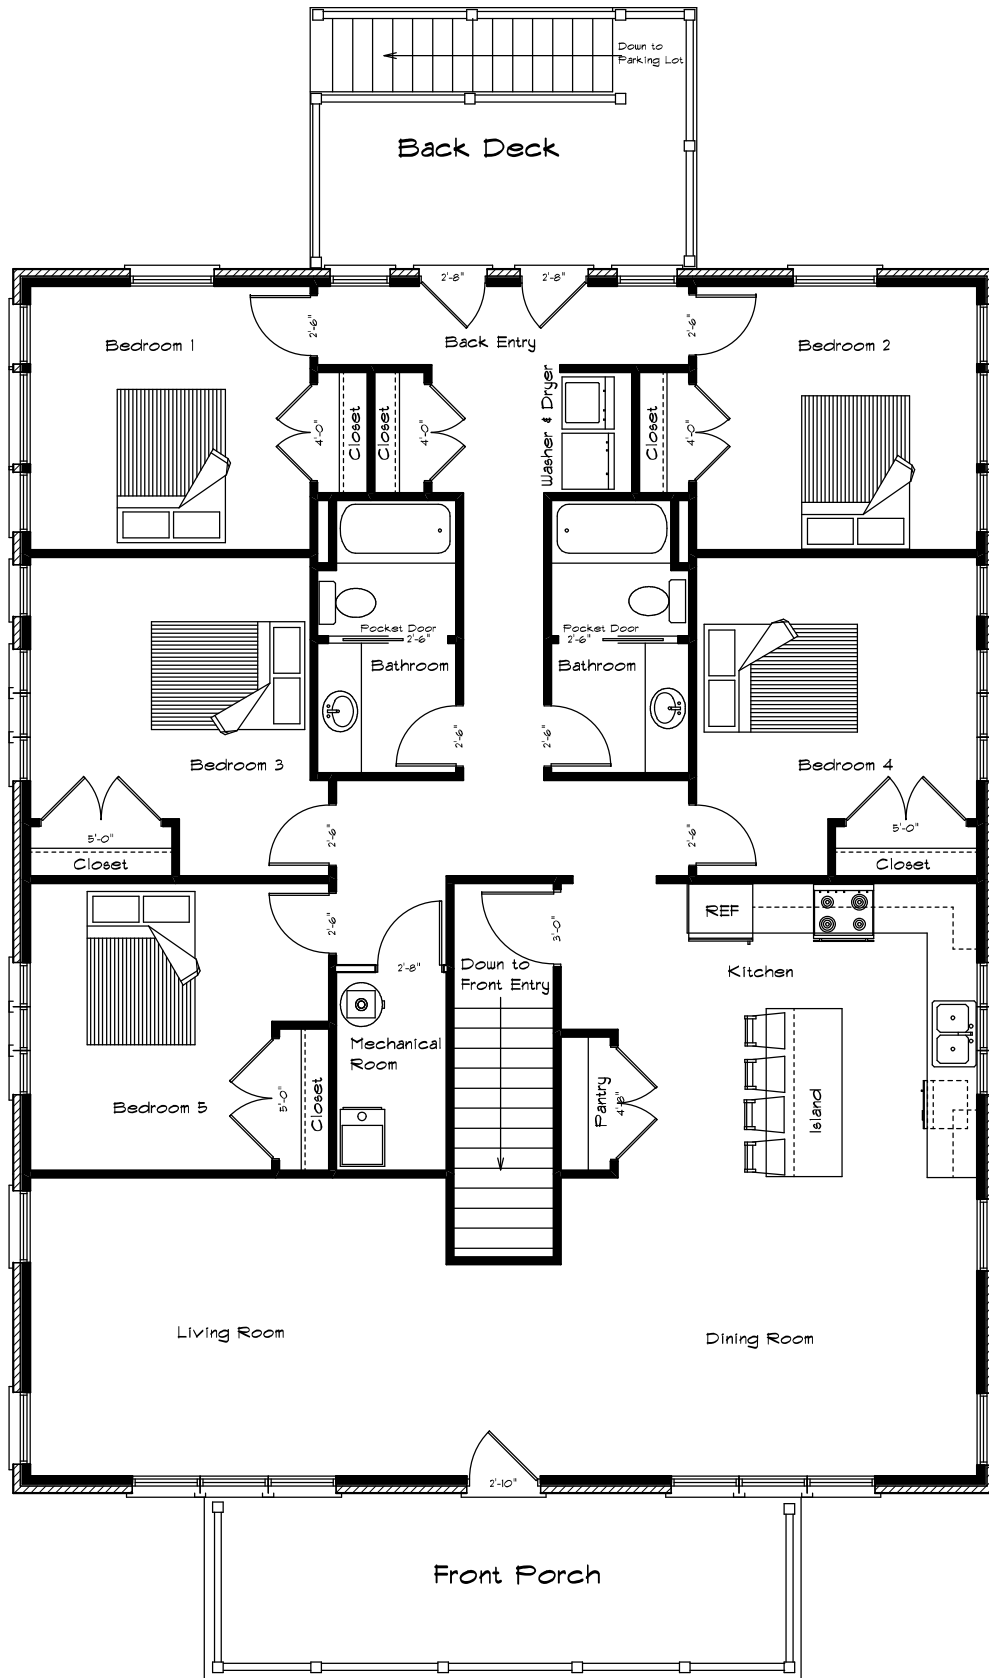 Down to
Parking Lot
Back Deck
2'-8"
2'-8"
2'-6"
2'-6"
Bedroom 1
Back Entry
Bedroom 2
4'-0"
Closet
Closet
4'-0"
Washer & Dryer
Closet
4'-0"
Pocket Door
2'-6"
Pocket Door
2'-6"
Bathroom
Bathroom
2'-6"
2'-6"
Bedroom 3
Bedroom 4
5'-0"
Closet
2'-6"
2'-6"
5'-0"
Closet
2'-6"
3'-0"
REF
2'-8"
Down to
Front Entry
Kitchen
Mechanical
Room
Bedroom 5
5'-0"
Closet
Pantry
Island
Living Room
Dining Room
2'-10"
Front Porch